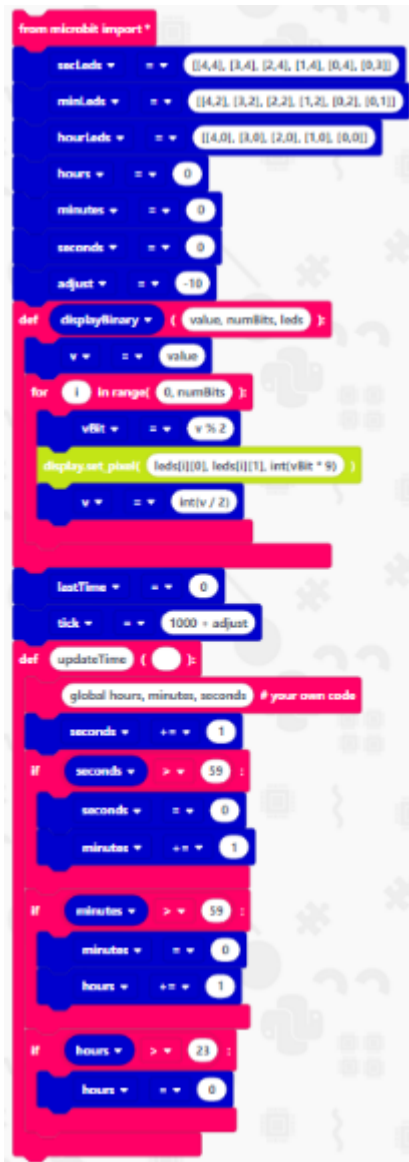 from microbit import *
secLeds = [[4,4], [3,4], [2,4], [1,4], [0,4], [0,3]]
minLeds = [[4,2], [3,2], [2,2], [1,2], [0,2], [0,1]]
hourLeds = [[4,0], [3,0], [2,0], [1,0], [0,0]]
hours = 0
minutes = 0
seconds = 0
adjust = -10
def displayBinary ( value, numBits, leds ):
v = value
for i in range( 0, numBits ):
vBit = v % 2
display.set_pixel( leds[i][0], leds[i][1], int(vBit * 9) )
v = int(v / 2)
lastTime = 0
tick = 1000 + adjust
def updateTime ( ):
global hours, minutes, seconds # your own code
seconds += 1
if seconds > 59 :
seconds = 0
minutes += 1
if minutes > 59 :
minutes = 0
hours += 1
if hours > 23 :
hours = 0